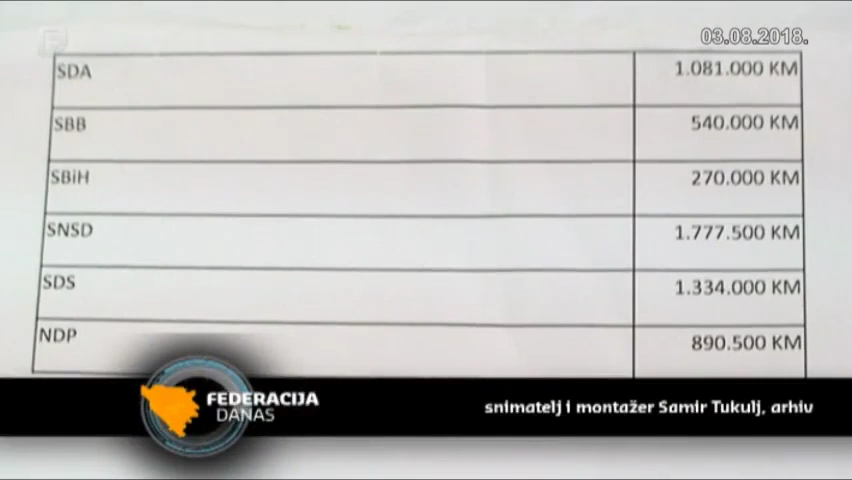 03.08.2018.
SDA 1.081.000 KM
SBB 540.000 KM
SBiH 270.000 KM
SNSD 1.777.500 KM
SDS 1.334.000 KM
NDP 890.500 KM
FEDERACIJA
DANAS
snimatelj i montažer Samir Tukulj, arhiv